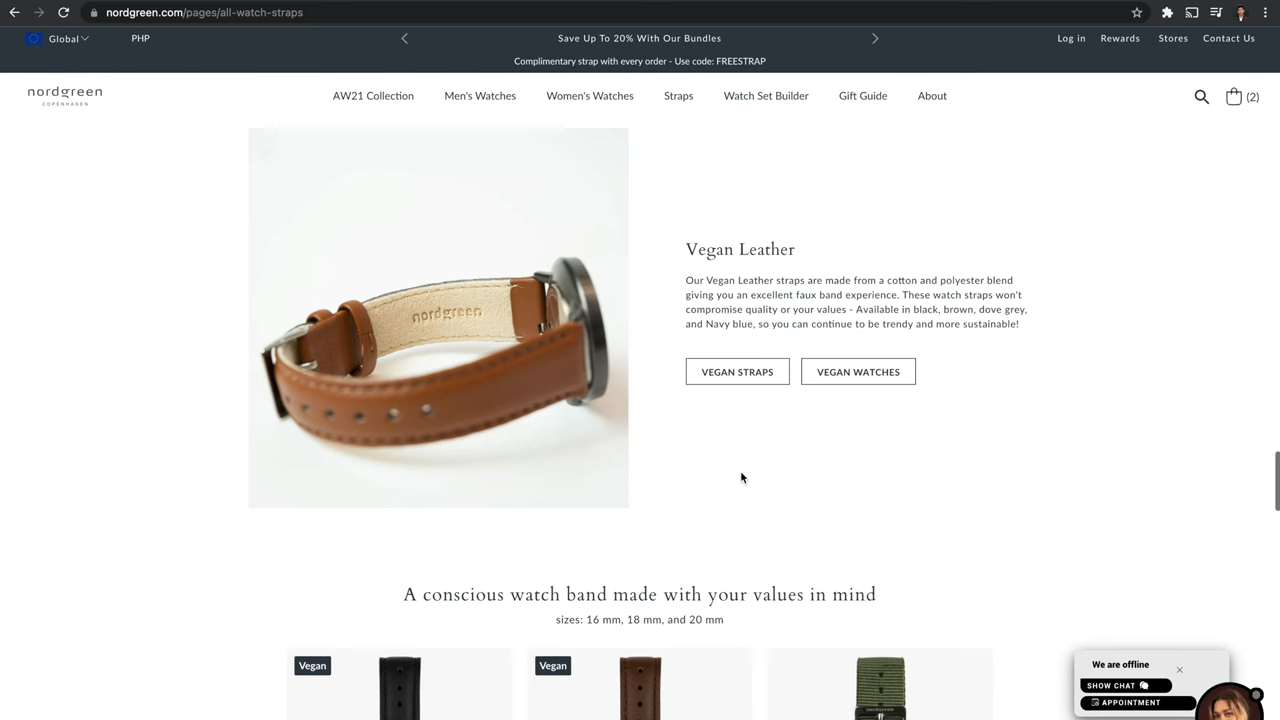 nordgreen.com/pages/all-watch-straps
Global
PHP
Save Up To 20% With Our Bundles
Log in
Rewards
Stores
Contact Us
Complimentary strap with every order - Use code: FREESTRAP
nordgreen
COPENHAGEN
AW21 Collection
Men's Watches
Women's Watches
Straps
Watch Set Builder
Gift Guide
About
(2)
nordgreen
Vegan Leather
Our Vegan Leather straps are made from a cotton and polyester blend
giving you an excellent faux band experience. These watch straps won't
compromise quality or your values - Available in black, brown, dove grey,
and Navy blue, so you can continue to be trendy and more sustainable!
VEGAN STRAPS
VEGAN WATCHES
A conscious watch band made with your values in mind
sizes: 16 mm, 18 mm, and 20 mm
Vegan
Vegan
nordgreen
We are offline
SHOW CHAT
APPOINTMENT